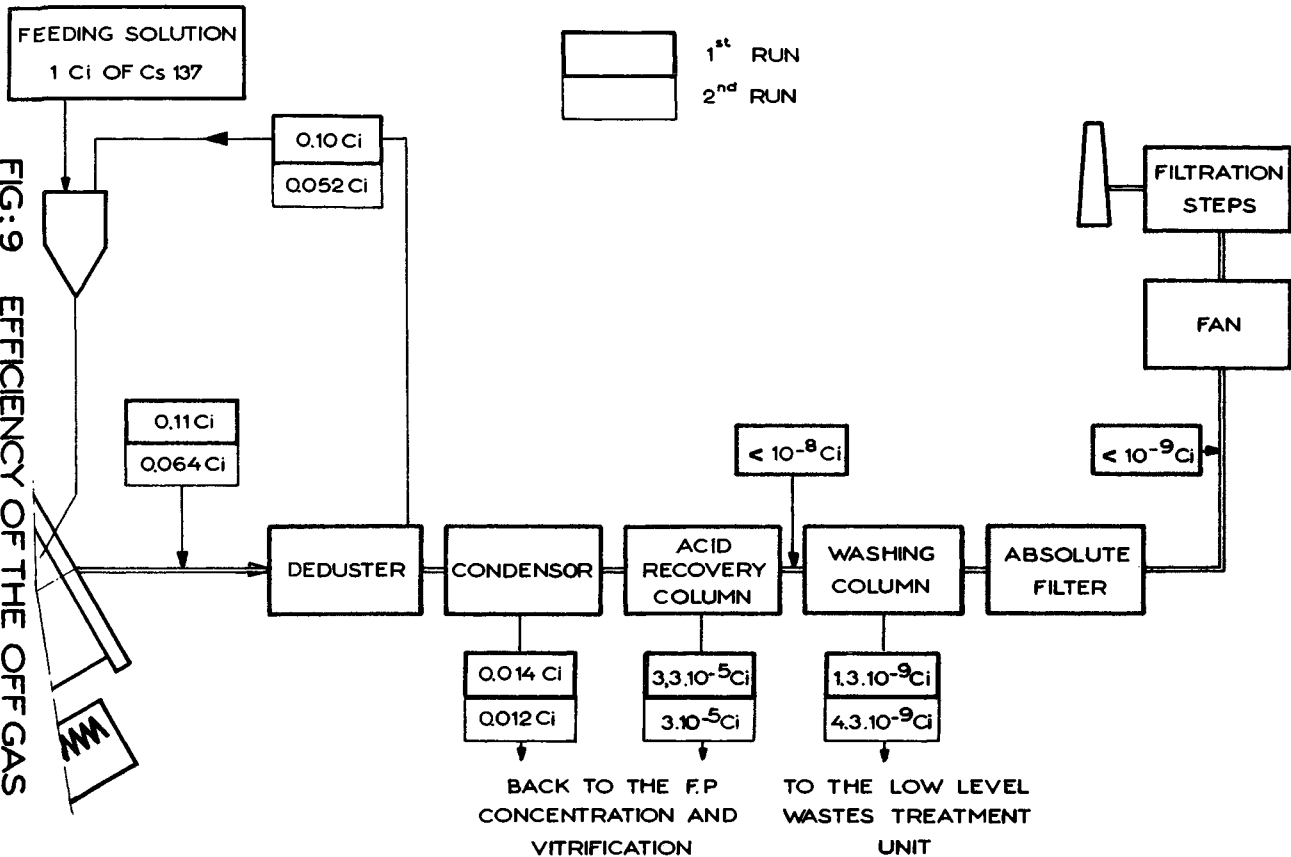 FEEDING SOLUTION
1 Ci OF Cs 137
1st RUN
2nd RUN
0.10 Ci
0.052 Ci
FILTRATION
STEPS
FAN
FIG: 9 EFFICIENCY OF THE OFF GAS
0.11 Ci
0.064 Ci
< 10-8 Ci
< 10-9 Ci
DEDUSTER
CONDENSOR
ACID
RECOVERY
COLUMN
WASHING
COLUMN
ABSOLUTE
FILTER
0.014 Ci
0.012 Ci
3,3.10-5 Ci
3.10-5 Ci
1.3.10-9 Ci
4.3.10-9 Ci
BACK TO THE F.P
CONCENTRATION AND
VITRIFICATION
TO THE LOW LEVEL
WASTES TREATMENT
UNIT